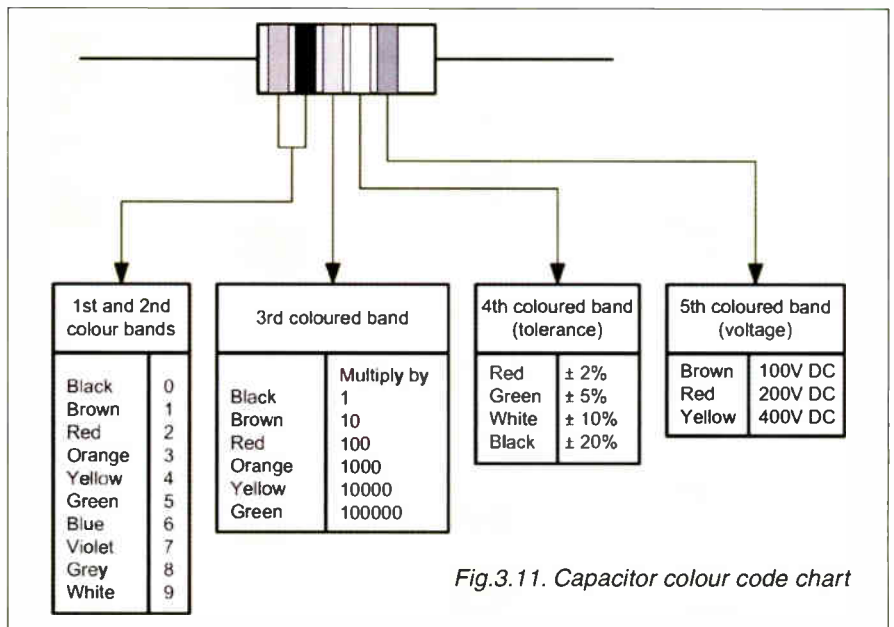 1st and 2nd
colour bands
Black 0
Brown 1
Red 2
Orange 3
Yellow 4
Green 5
Blue 6
Violet 7
Grey 8
White 9
3rd coloured band
Multiply by
Black 1
Brown 10
Red 100
Orange 1000
Yellow 10000
Green 100000
4th coloured band
(tolerance)
Red ± 2%
Green ± 5%
White ± 10%
Black ± 20%
5th coloured band
(voltage)
Brown 100V DC
Red 200V DC
Yellow 400V DC
Fig.3.11. Capacitor colour code chart